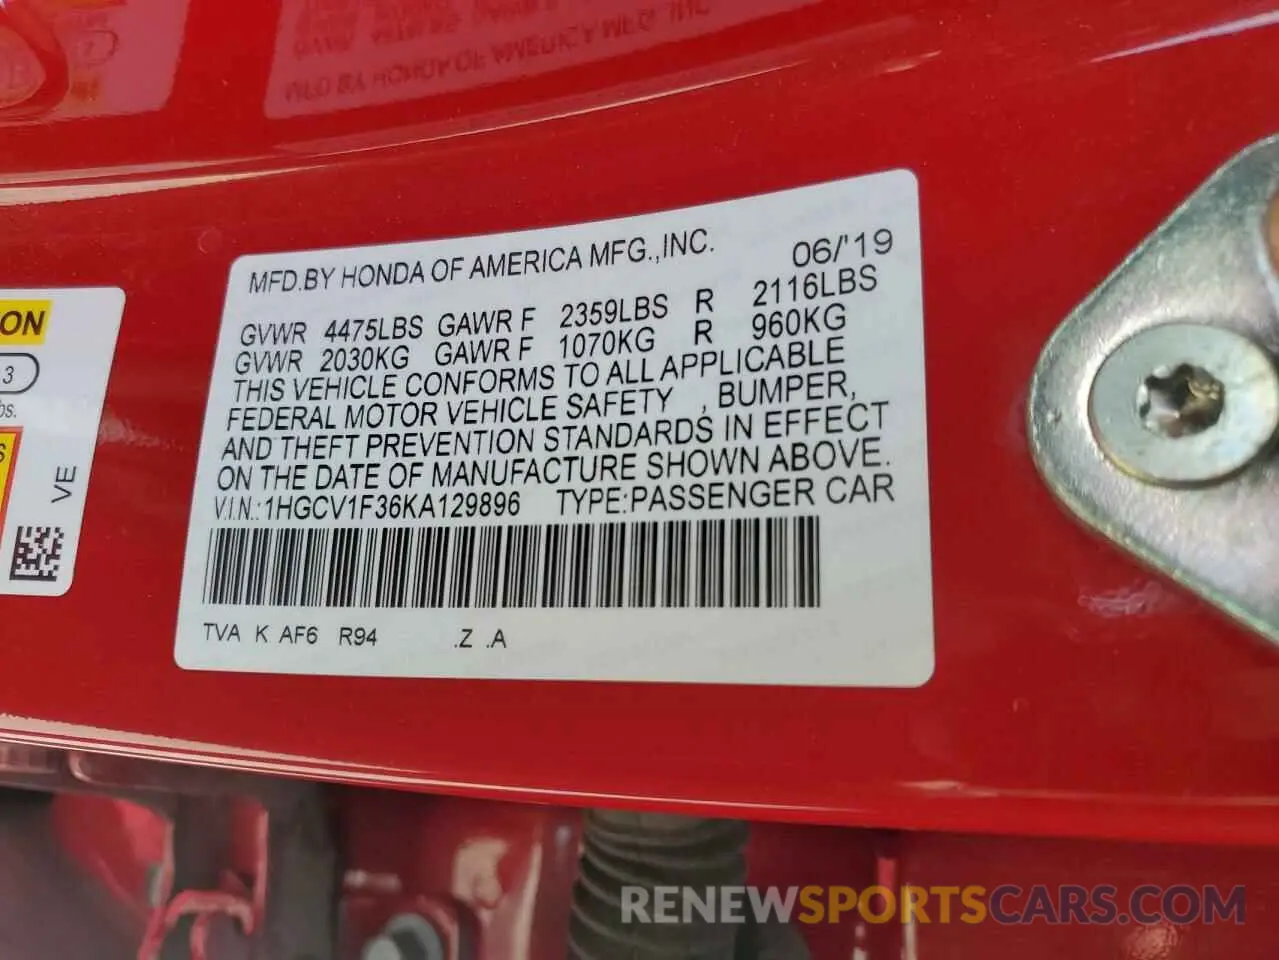 MFD.BY HONDA OF AMERICA MFG.,INC. 06/'19
GVWR 4475LBS GAWR F 2359LBS R 2116LBS
GVWR 2030KG GAWR F 1070KG R 960KG
THIS VEHICLE CONFORMS TO ALL APPLICABLE
FEDERAL MOTOR VEHICLE SAFETY , BUMPER,
AND THEFT PREVENTION STANDARDS IN EFFECT
ON THE DATE OF MANUFACTURE SHOWN ABOVE.
V.I.N.: 1HGCV1F36KA129896 TYPE:PASSENGER CAR
TVA K AF6 R94 .Z .A
ON
3
bs.
S
VE
RENEWSPORTSCARS.COM